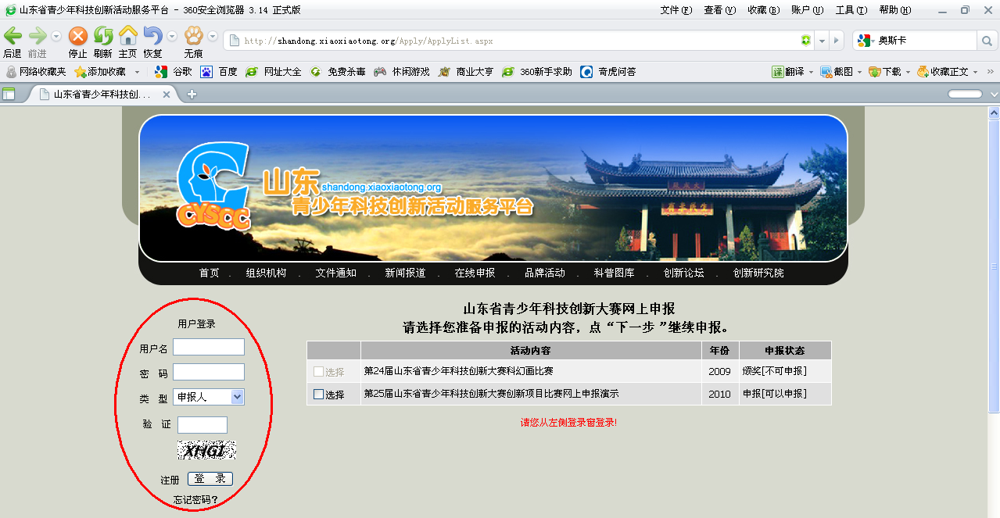 山东省青少年科技创新活动服务平台 - 360安全浏览器 3.14 正式版
文件(F) 查看(V) 收藏(B) 账户(U) 工具(T) 帮助(H)
http://shandong.xiaoxiaotong.org/Apply/ApplyList.aspx
奥斯卡
后退 前进 停止 刷新 主页 恢复 无痕
网络收藏夹 添加收藏 谷歌 百度 网址大全 免费杀毒 休闲游戏 商业大亨 360新手求助 奇虎问答 翻译 截图 下载 收藏正文 »
山东省青少年科技创...
山东 shandong.xiaoxiaotong.org
青少年科技创新活动服务平台
CYSCC
首页 . 组织机构 . 文件通知 . 新闻报道 . 在线申报 . 品牌活动 . 科普图库 . 创新论坛 . 创新研究院
用户登录
用户名
密 码
类 型 申报人
验 证
XHGI
注册 登 录
忘记密码?
山东省青少年科技创新大赛网上申报
请选择您准备申报的活动内容，点“下一步 ”继续申报。
活动内容 年份 申报状态
选择 第24届山东省青少年科技创新大赛科幻画比赛 2009 颁奖[不可申报]
选择 第25届山东省青少年科技创新大赛创新项目比赛网上申报演示 2010 申报[可以申报]
请您从左侧登录窗登录!